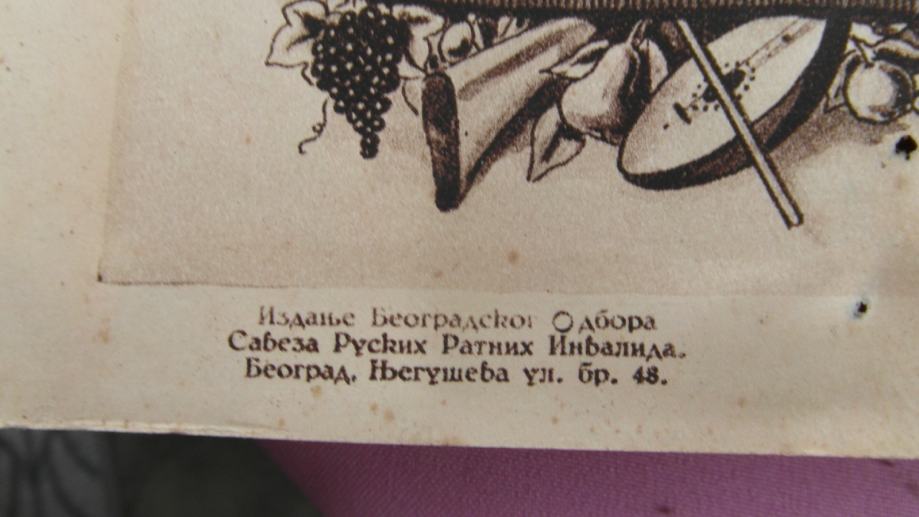 Издање Београдског Одбора
Савеза Руских Ратних Инвалида.
Београд, Његушева ул. бр. 48.